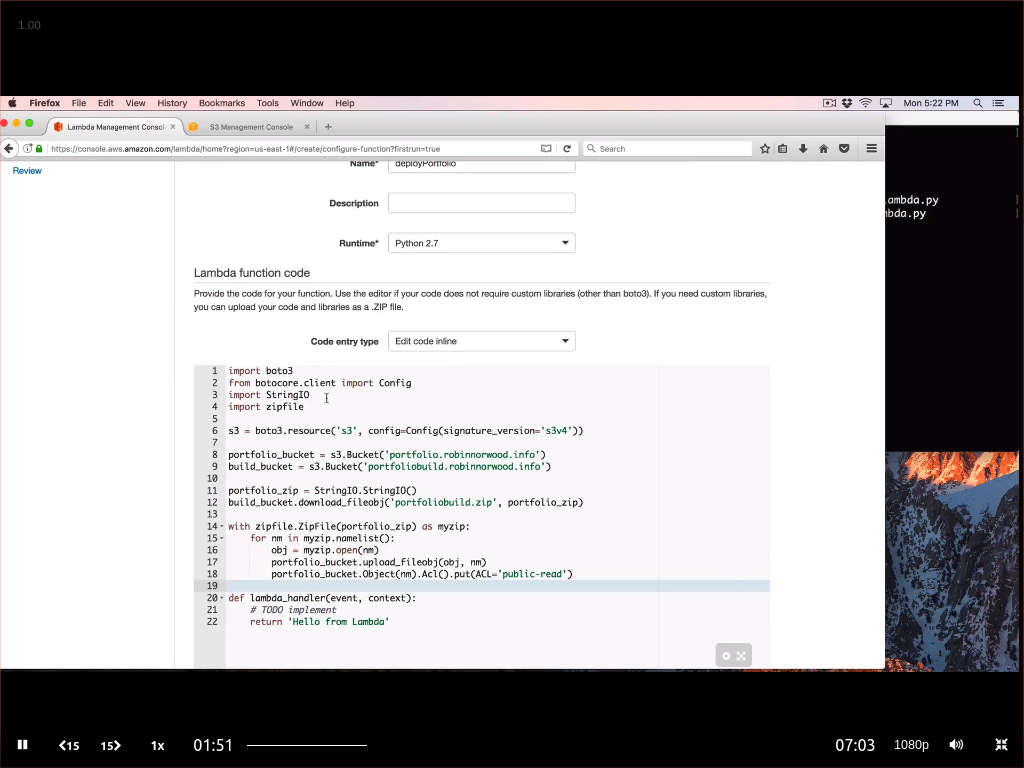 1.00
Firefox File Edit View History Bookmarks Tools Window Help Mon 5:22 PM
Lambda Management Consol × S3 Management Console × +
https://console.aws.amazon.com/lambda/home?region=us-east-1#/create/configure-function?firstrun=true Search
Review
Name* deployPortfolio
ambda.py
bda.py
Description
Runtime* Python 2.7
Lambda function code
Provide the code for your function. Use the editor if your code does not require custom libraries (other than boto3). If you need custom libraries,
you can upload your code and libraries as a .ZIP file.
Code entry type Edit code inline
1 import boto3
2 from botocore.client import Config
3 import StringIO
4 import zipfile
5
6 s3 = boto3.resource('s3', config=Config(signature_version='s3v4'))
7
8 portfolio_bucket = s3.Bucket('portfolio.robinnorwood.info')
9 build_bucket = s3.Bucket('portfoliobuild.robinnorwood.info')
10
11 portfolio_zip = StringIO.StringIO()
12 build_bucket.download_fileobj('portfoliobuild.zip', portfolio_zip)
13
14 with zipfile.ZipFile(portfolio_zip) as myzip:
15 for nm in myzip.namelist():
16 obj = myzip.open(nm)
17 portfolio_bucket.upload_fileobj(obj, nm)
18 portfolio_bucket.Object(nm).Acl().put(ACL='public-read')
19
20 def lambda_handler(event, context):
21 # TODO implement
22 return 'Hello from Lambda'
15 15 1x 01:51 07:03 1080p